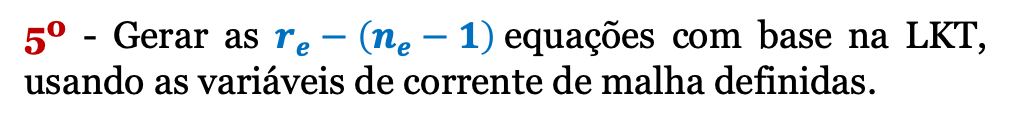 5º - Gerar as rₑ − (nₑ − 1) equações com base na LKT,
usando as variáveis de corrente de malha definidas.